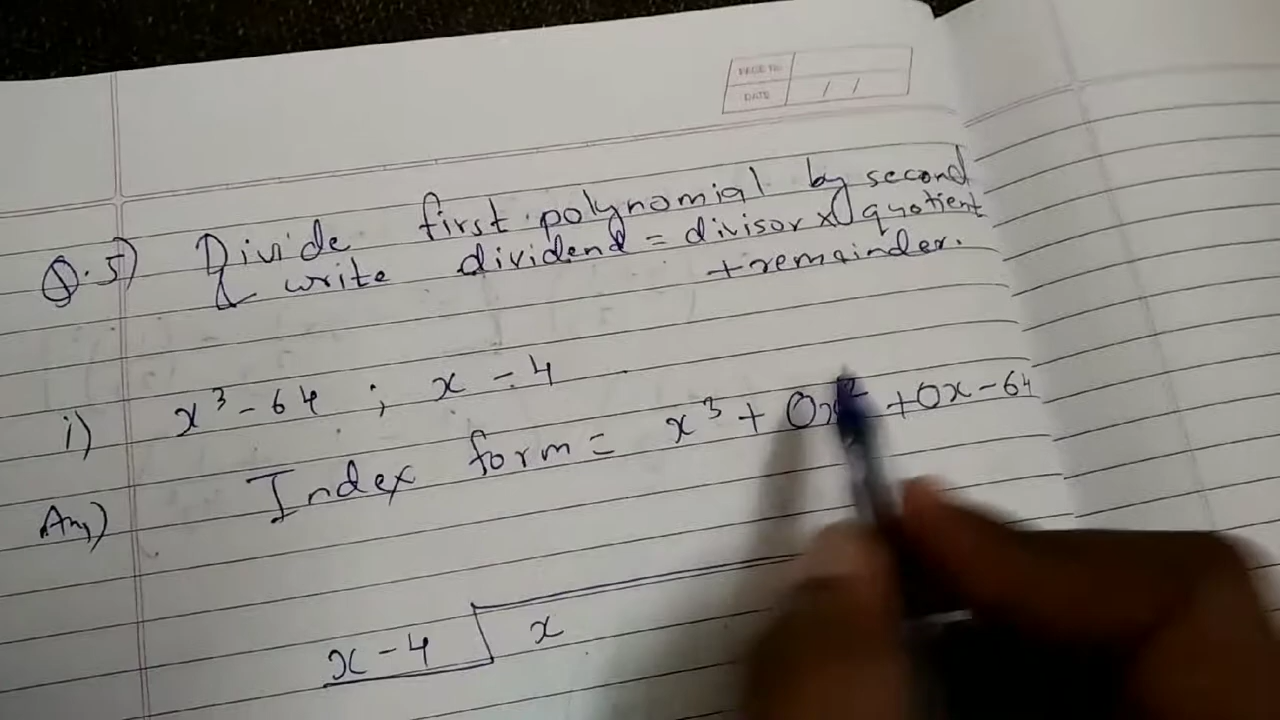 PAGE No.
DATE / /
Q.5) Divide first polynomial by second
& write dividend = divisor × quotient
+ remainder.
i) x³ - 64 ; x - 4
Ans) Index form = x³ + 0x² + 0x - 64
x - 4 x